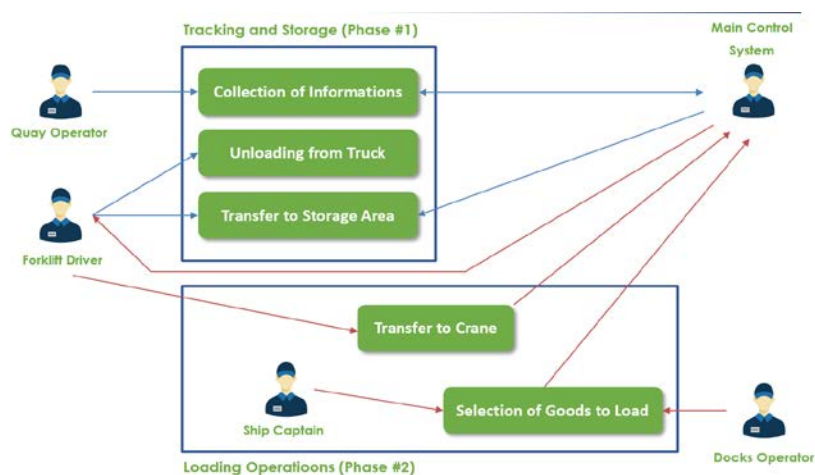 Tracking and Storage (Phase #1)
Main Control
System
Collection of Informations
Quay Operator
Unloading from Truck
Transfer to Storage Area
Forklift Driver
Transfer to Crane
Selection of Goods to Load
Ship Captain
Docks Operator
Loading Operatioons (Phase #2)